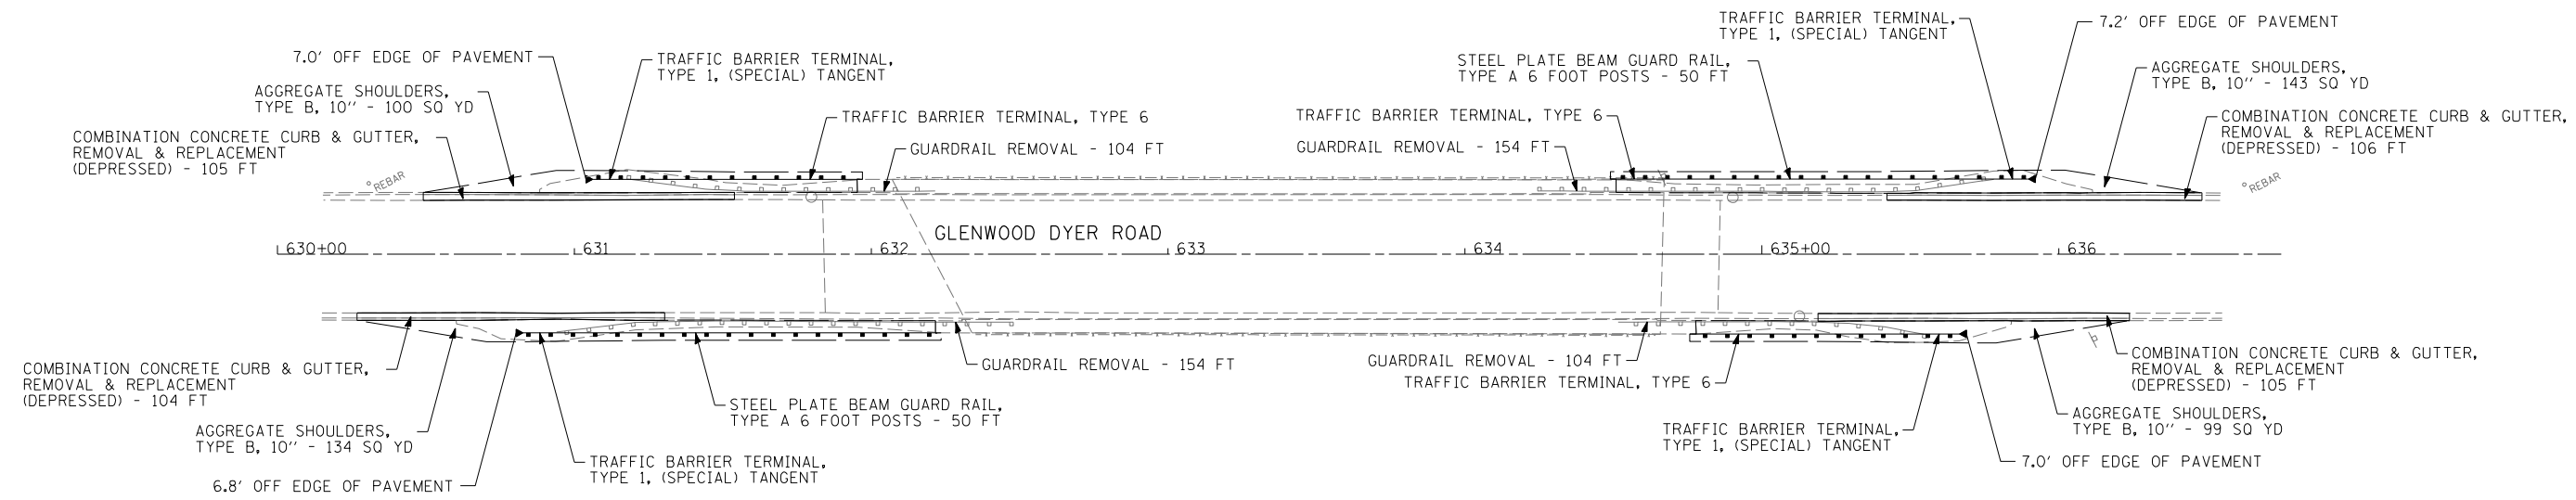 7.0' OFF EDGE OF PAVEMENT
TRAFFIC BARRIER TERMINAL,
TYPE 1, (SPECIAL) TANGENT
AGGREGATE SHOULDERS,
TYPE B, 10'' - 100 SQ YD
COMBINATION CONCRETE CURB & GUTTER,
REMOVAL & REPLACEMENT
(DEPRESSED) - 105 FT
REBAR
TRAFFIC BARRIER TERMINAL, TYPE 6
GUARDRAIL REMOVAL - 104 FT
TRAFFIC BARRIER TERMINAL,
TYPE 1, (SPECIAL) TANGENT
7.2' OFF EDGE OF PAVEMENT
STEEL PLATE BEAM GUARD RAIL,
TYPE A 6 FOOT POSTS - 50 FT
AGGREGATE SHOULDERS,
TYPE B, 10'' - 143 SQ YD
TRAFFIC BARRIER TERMINAL, TYPE 6
GUARDRAIL REMOVAL - 154 FT
COMBINATION CONCRETE CURB & GUTTER,
REMOVAL & REPLACEMENT
(DEPRESSED) - 106 FT
REBAR
GLENWOOD DYER ROAD
630+00 631 632 633 634 635+00 636
COMBINATION CONCRETE CURB & GUTTER,
REMOVAL & REPLACEMENT
(DEPRESSED) - 104 FT
AGGREGATE SHOULDERS,
TYPE B, 10'' - 134 SQ YD
6.8' OFF EDGE OF PAVEMENT
TRAFFIC BARRIER TERMINAL,
TYPE 1, (SPECIAL) TANGENT
STEEL PLATE BEAM GUARD RAIL,
TYPE A 6 FOOT POSTS - 50 FT
GUARDRAIL REMOVAL - 154 FT
GUARDRAIL REMOVAL - 104 FT
TRAFFIC BARRIER TERMINAL, TYPE 6
TRAFFIC BARRIER TERMINAL,
TYPE 1, (SPECIAL) TANGENT
COMBINATION CONCRETE CURB & GUTTER,
REMOVAL & REPLACEMENT
(DEPRESSED) - 105 FT
AGGREGATE SHOULDERS,
TYPE B, 10'' - 99 SQ YD
7.0' OFF EDGE OF PAVEMENT